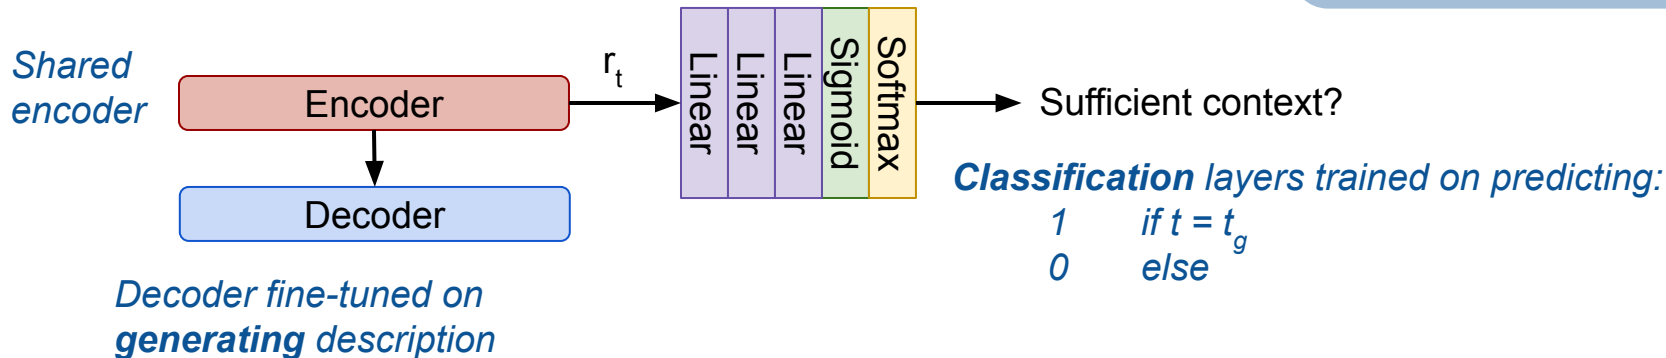 Shared
encoder
Encoder
Decoder
Decoder fine-tuned on
generating description
r_t
Linear
Linear
Linear
Sigmoid
Softmax
Sufficient context?
Classification layers trained on predicting:
1 if t = t_g
0 else